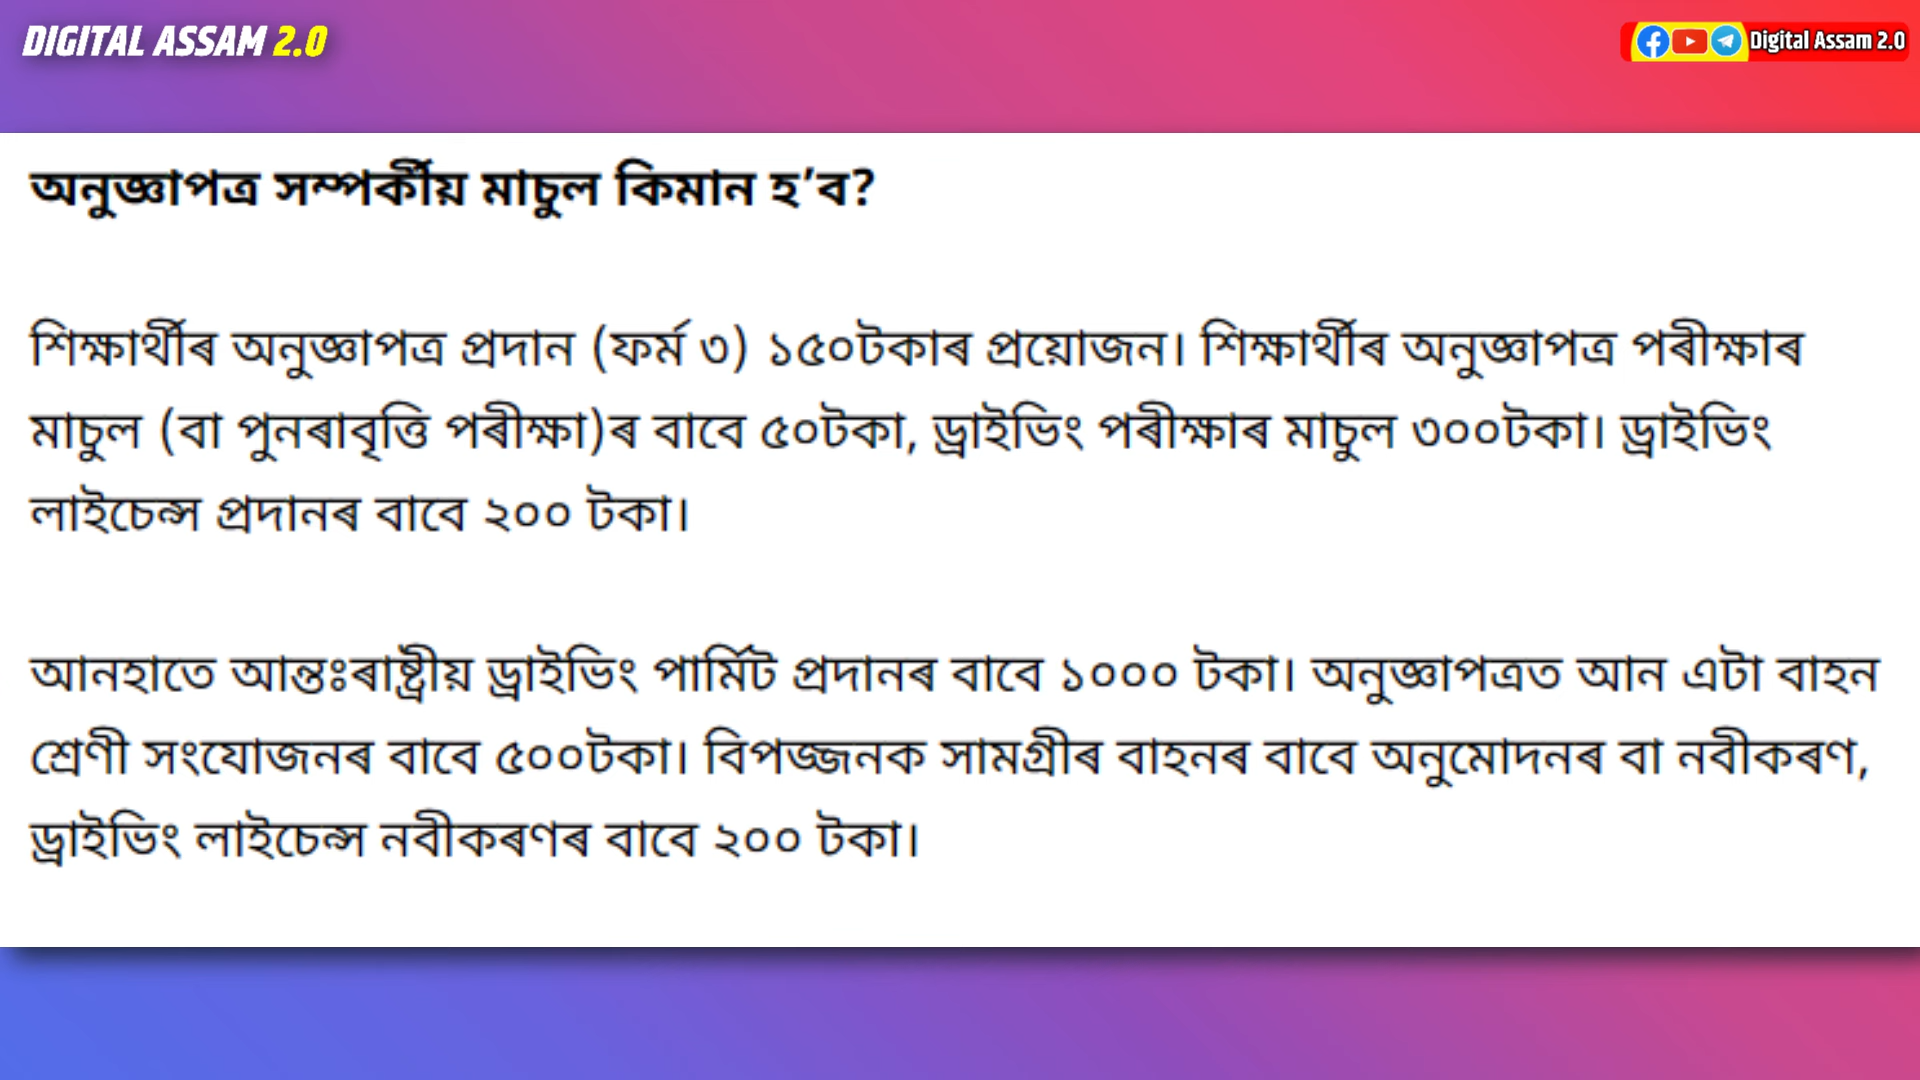 DIGITAL ASSAM 2.0
Digital Assam 2.0
অনুজ্ঞাপত্ৰ সম্পৰ্কীয় মাচুল কিমান হ’ব?
শিক্ষাৰ্থীৰ অনুজ্ঞাপত্ৰ প্ৰদান (ফৰ্ম ৩) ১৫০টকাৰ প্ৰয়োজন। শিক্ষাৰ্থীৰ অনুজ্ঞাপত্ৰ পৰীক্ষাৰ
মাচুল (বা পুনৰাবৃত্তি পৰীক্ষা)ৰ বাবে ৫০টকা, ড্ৰাইভিং পৰীক্ষাৰ মাচুল ৩০০টকা। ড্ৰাইভিং
লাইচেন্স প্ৰদানৰ বাবে ২০০ টকা।
আনহাতে আন্তঃৰাষ্ট্ৰীয় ড্ৰাইভিং পাৰ্মিট প্ৰদানৰ বাবে ১০০০ টকা। অনুজ্ঞাপত্ৰত আন এটা বাহন
শ্ৰেণী সংযোজনৰ বাবে ৫০০টকা। বিপজ্জনক সামগ্ৰীৰ বাহনৰ বাবে অনুমোদনৰ বা নবীকৰণ,
ড্ৰাইভিং লাইচেন্স নবীকৰণৰ বাবে ২০০ টকা।